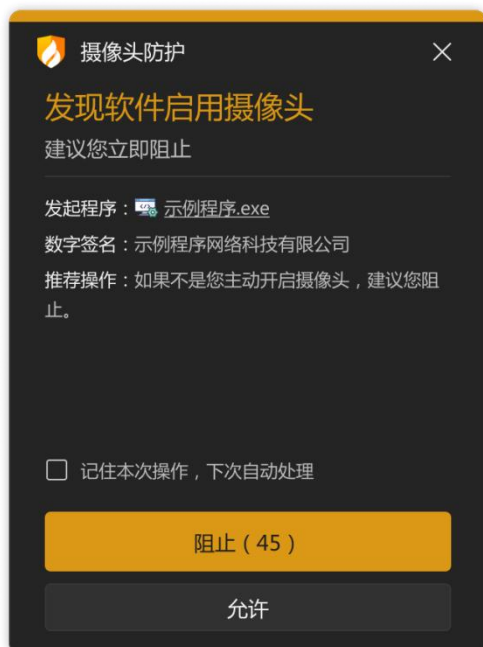 摄像头防护
发现软件启用摄像头
建议您立即阻止
发起程序：示例程序.exe
数字签名：示例程序网络科技有限公司
推荐操作：如果不是您主动开启摄像头，建议您阻
止。
记住本次操作，下次自动处理
阻止（45）
允许